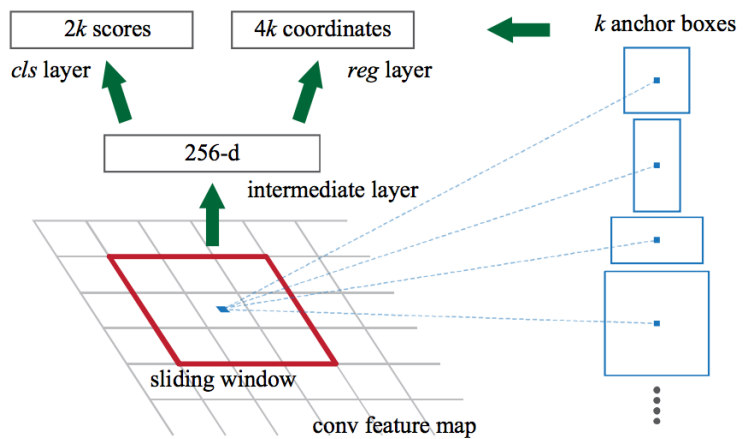 2k scores
4k coordinates
k anchor boxes
cls layer
reg layer
256-d
intermediate layer
sliding window
conv feature map